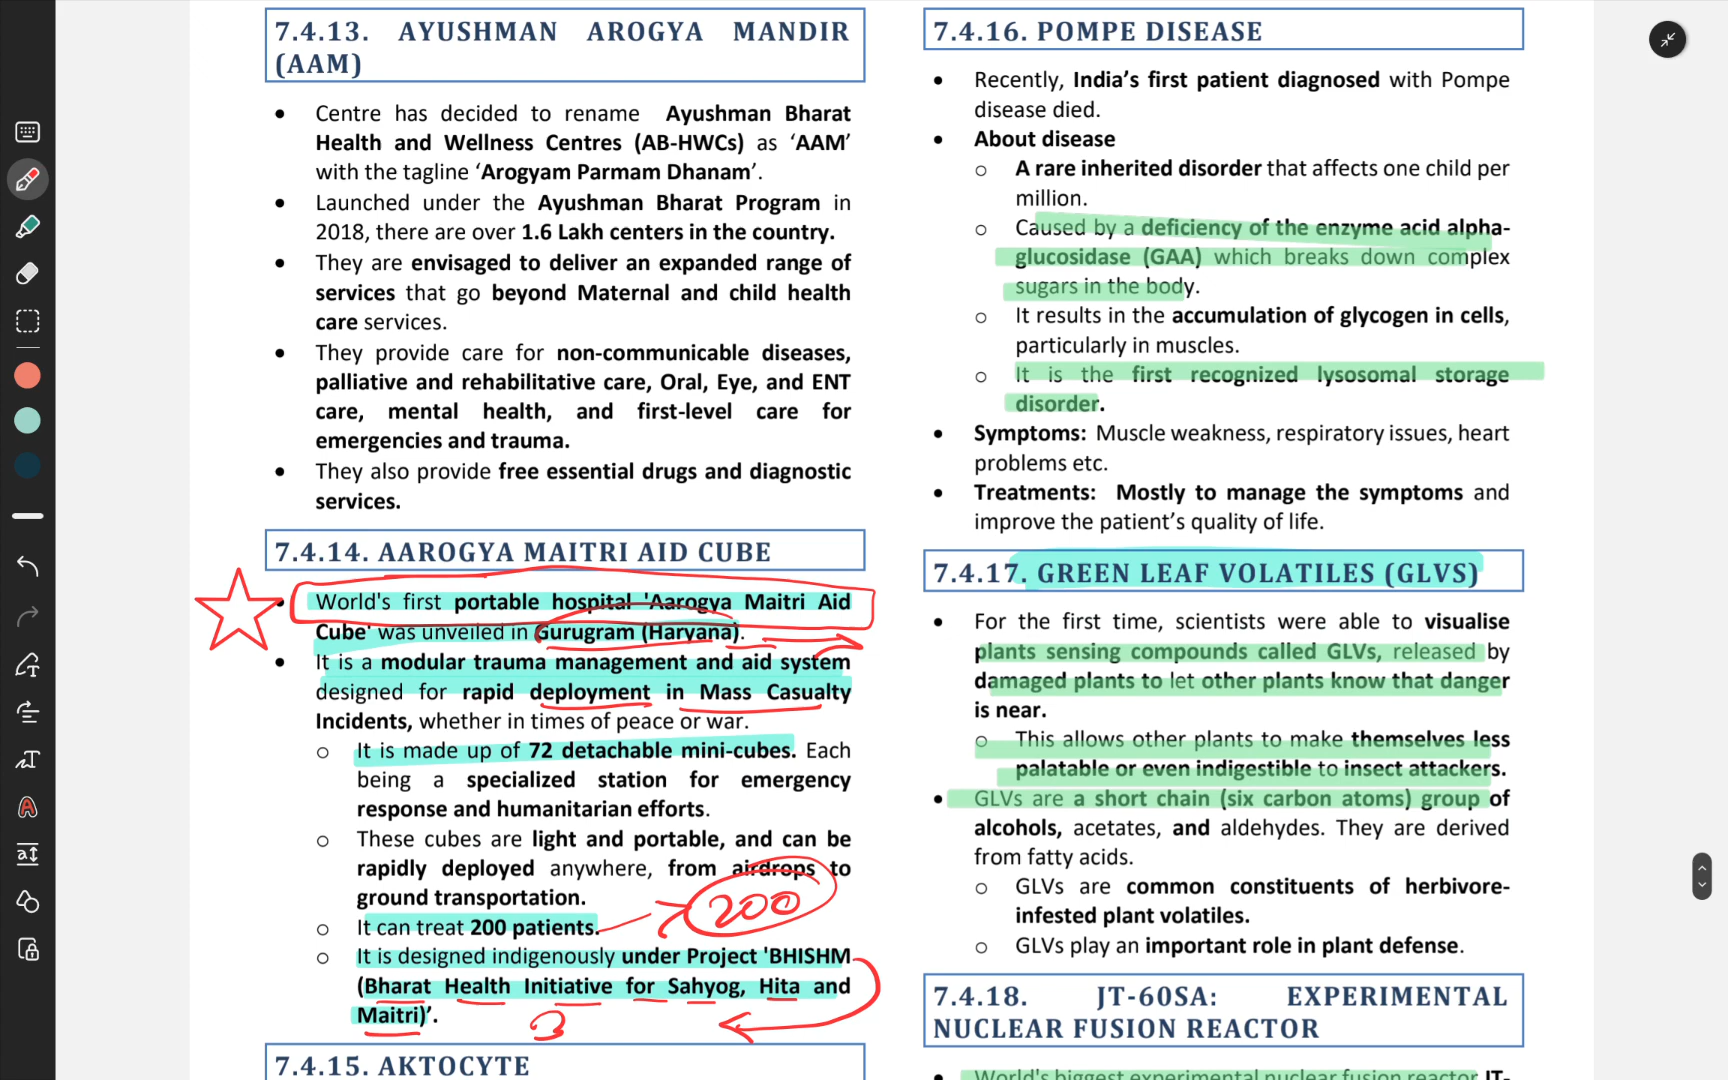 7.4.13. AYUSHMAN AROGYA MANDIR
(AAM)
• Centre has decided to rename Ayushman Bharat
Health and Wellness Centres (AB-HWCs) as ‘AAM’
with the tagline ‘Arogyam Parmam Dhanam’.
• Launched under the Ayushman Bharat Program in
2018, there are over 1.6 Lakh centers in the country.
• They are envisaged to deliver an expanded range of
services that go beyond Maternal and child health
care services.
• They provide care for non-communicable diseases,
palliative and rehabilitative care, Oral, Eye, and ENT
care, mental health, and first-level care for
emergencies and trauma.
• They also provide free essential drugs and diagnostic
services.
7.4.14. AAROGYA MAITRI AID CUBE
• World's first portable hospital 'Aarogya Maitri Aid
Cube' was unveiled in Gurugram (Haryana).
• It is a modular trauma management and aid system
designed for rapid deployment in Mass Casualty
Incidents, whether in times of peace or war.
o It is made up of 72 detachable mini-cubes. Each
being a specialized station for emergency
response and humanitarian efforts.
o These cubes are light and portable, and can be
rapidly deployed anywhere, from airdrops to
ground transportation.
200
o It can treat 200 patients.
o It is designed indigenously under Project 'BHISHM
(Bharat Health Initiative for Sahyog, Hita and
Maitri)’.
3
7.4.15. AKTOCYTE
7.4.16. POMPE DISEASE
• Recently, India’s first patient diagnosed with Pompe
disease died.
• About disease
o A rare inherited disorder that affects one child per
million.
o Caused by a deficiency of the enzyme acid alpha-
glucosidase (GAA) which breaks down complex
sugars in the body.
o It results in the accumulation of glycogen in cells,
particularly in muscles.
o It is the first recognized lysosomal storage
disorder.
• Symptoms: Muscle weakness, respiratory issues, heart
problems etc.
• Treatments: Mostly to manage the symptoms and
improve the patient’s quality of life.
7.4.17. GREEN LEAF VOLATILES (GLVS)
• For the first time, scientists were able to visualise
plants sensing compounds called GLVs, released by
damaged plants to let other plants know that danger
is near.
o This allows other plants to make themselves less
palatable or even indigestible to insect attackers.
• GLVs are a short chain (six carbon atoms) group of
alcohols, acetates, and aldehydes. They are derived
from fatty acids.
o GLVs are common constituents of herbivore-
infested plant volatiles.
o GLVs play an important role in plant defense.
7.4.18. JT-60SA: EXPERIMENTAL
NUCLEAR FUSION REACTOR
• World's biggest experimental nuclear fusion reactor JT-